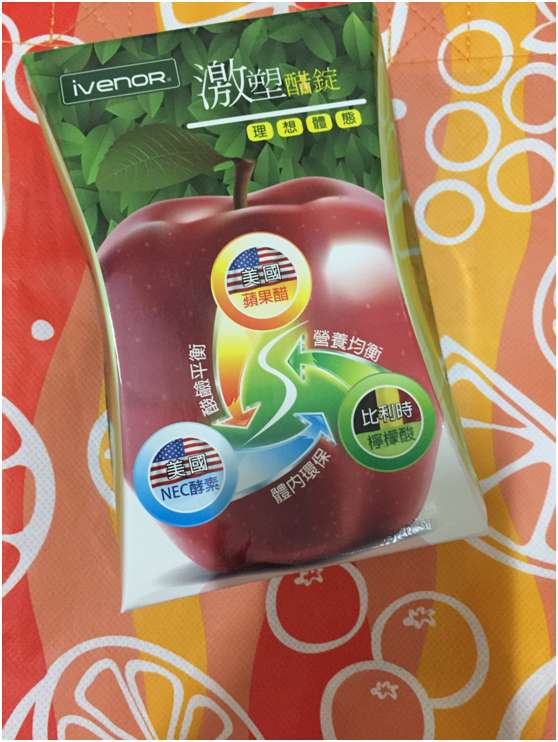 ivenor
激塑醋錠
理想體態
美國
蘋果醋
酸鹼平衡
營養均衡
比利時
檸檬酸
美國
NEC酵素
體內環保